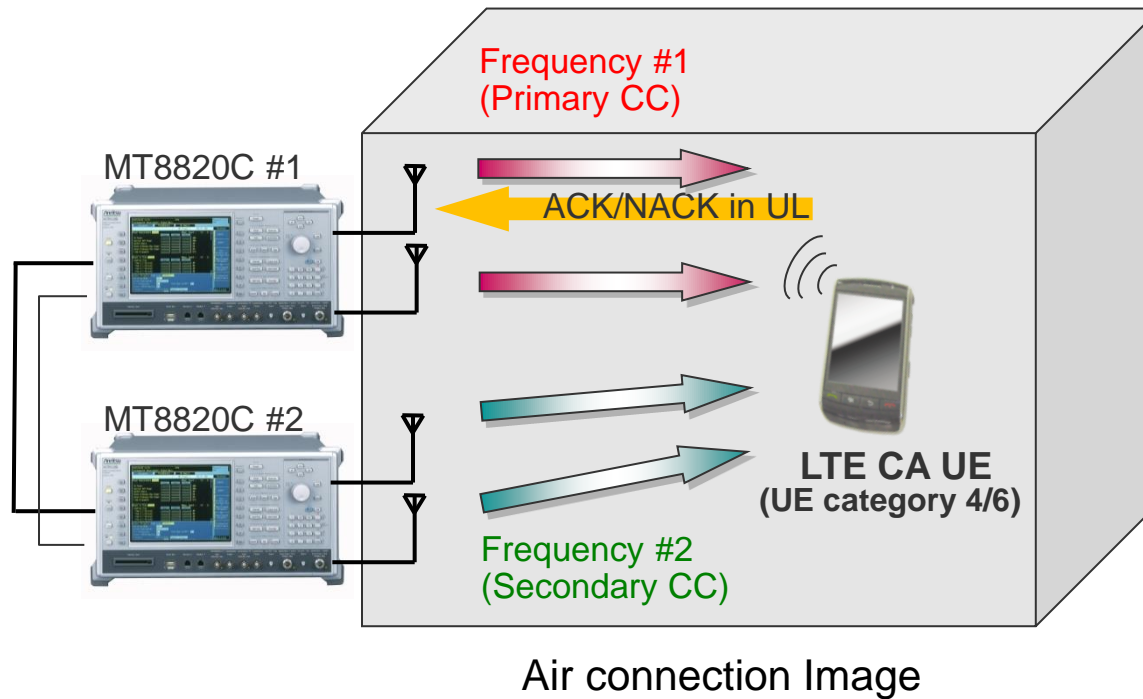 Frequency #1
(Primary CC)
MT8820C #1
ACK/NACK in UL
MT8820C #2
LTE CA UE
(UE category 4/6)
Frequency #2
(Secondary CC)
Air connection Image